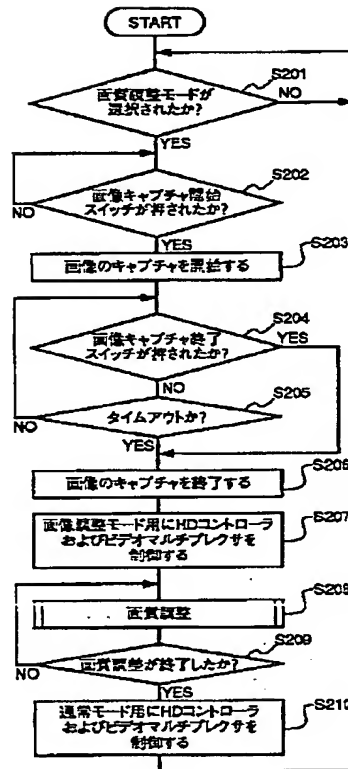 START
S201
画質調整モードが
選択されたか?
NO
YES
S202
画像キャプチャ開始
スイッチが押されたか?
NO
YES
S203
画像のキャプチャを開始する
S204
画像キャプチャ終了
スイッチが押されたか?
YES
NO
S205
タイムアウトか?
NO
YES
S206
画像のキャプチャを終了する
S207
画像調整モード用にHDコントローラ
およびビデオマルチプレクサを
制御する
S208
画質調整
S209
画質調整が終了したか?
NO
YES
S210
通常モード用にHDコントローラ
およびビデオマルチプレクサを
制御する